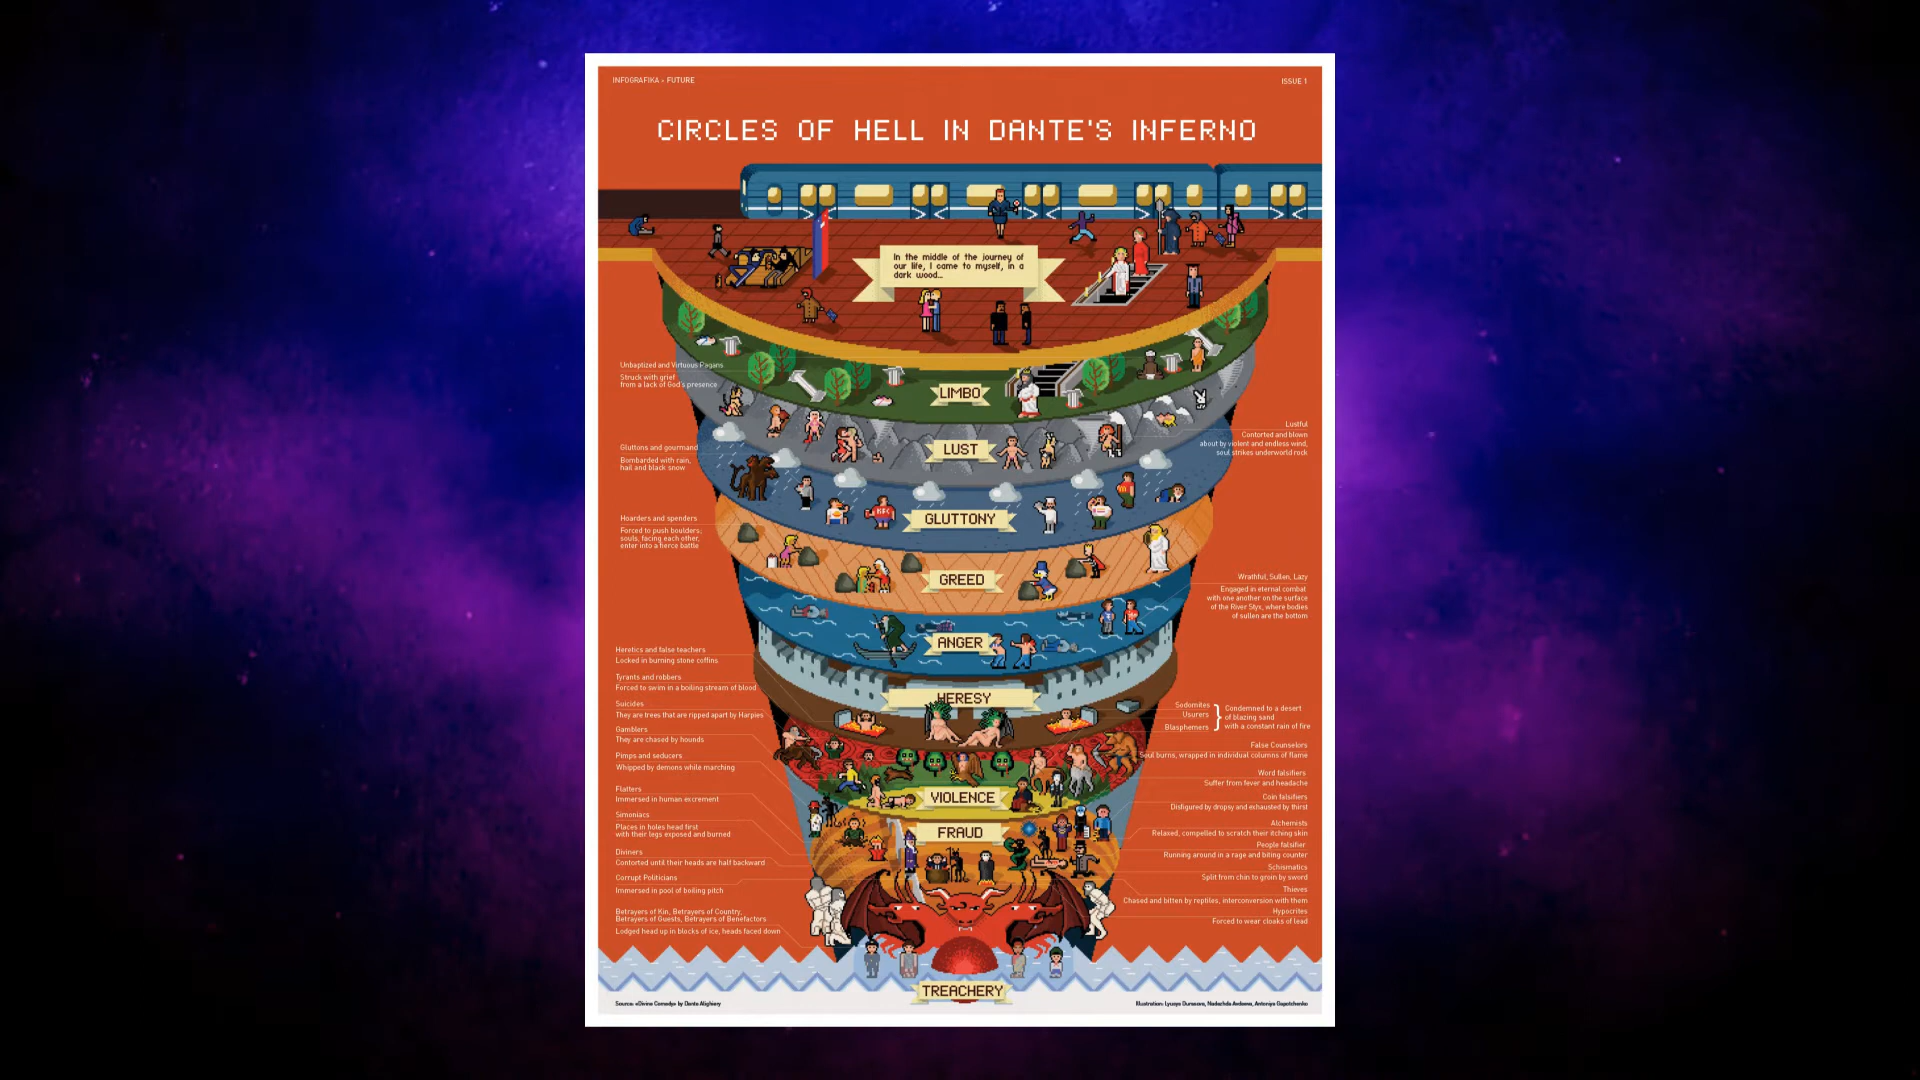 INFOGRAFIKA • FUTURE
ISSUE 1
CIRCLES OF HELL IN DANTE'S INFERNO
In the middle of the journey of
our life, I came to myself, in a
dark wood...
Unbaptized and Virtuous Pagans
Struck with grief
from a lack of God's presence
LIMBO
Lustful
Contorted and blown
about by violent and endless wind,
soul strikes underworld rock
LUST
Gluttons and gourmand
Bombarded with rain,
hail and black snow
KFC
GLUTTONY
Hoarders and spenders
Forced to push boulders;
souls, facing each other,
enter into a fierce battle
GREED
Wrathful, Sullen, Lazy
Engaged in eternal combat
with one another on the surface
of the River Styx, where bodies
of sullen are the bottom
ANGER
Heretics and false teachers
Locked in burning stone coffins
HERESY
Tyrants and robbers
Forced to swim in a boiling stream of blood
Suicides
They are trees that are ripped apart by Harpies
Gamblers
They are chased by hounds
Sodomites
Usurers
Blasphemers
Condemned to a desert
of blazing sand
with a constant rain of fire
VIOLENCE
Pimps and seducers
Whipped by demons while marching
Flatters
Immersed in human excrement
Simoniacs
Places in holes head first
with their legs exposed and burned
Diviners
Contorted until their heads are half backward
Corrupt Politicians
Immersed in pool of boiling pitch
FRAUD
False Counselors
Soul burns, wrapped in individual columns of flame
Word falsifiers
Suffer from fever and headache
Coin falsifiers
Disfigured by dropsy and exhausted by thirst
Alchemists
Relaxed, compelled to scratch their itching skin
People falsifier
Running around in a rage and biting counter
Schismatics
Split from chin to groin by sword
Thieves
Chased and bitten by reptiles, interconversion with them
Hypocrites
Forced to wear cloaks of lead
Betrayers of Kin, Betrayers of Country,
Betrayers of Guests, Betrayers of Benefactors
Lodged head up in blocks of ice, heads faced down
TREACHERY
Source: «Divine Comedy» by Dante Alighiery